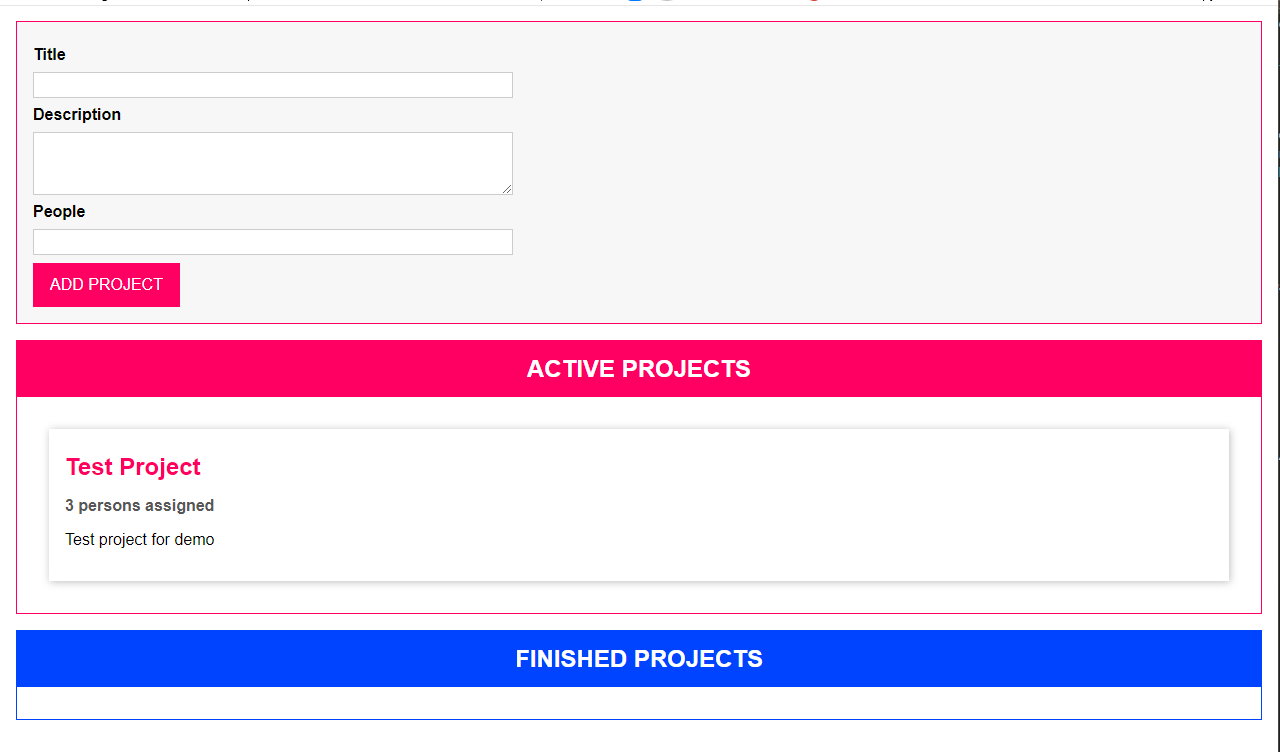 Title
Description
People
ADD PROJECT
ACTIVE PROJECTS
Test Project
3 persons assigned
Test project for demo
FINISHED PROJECTS